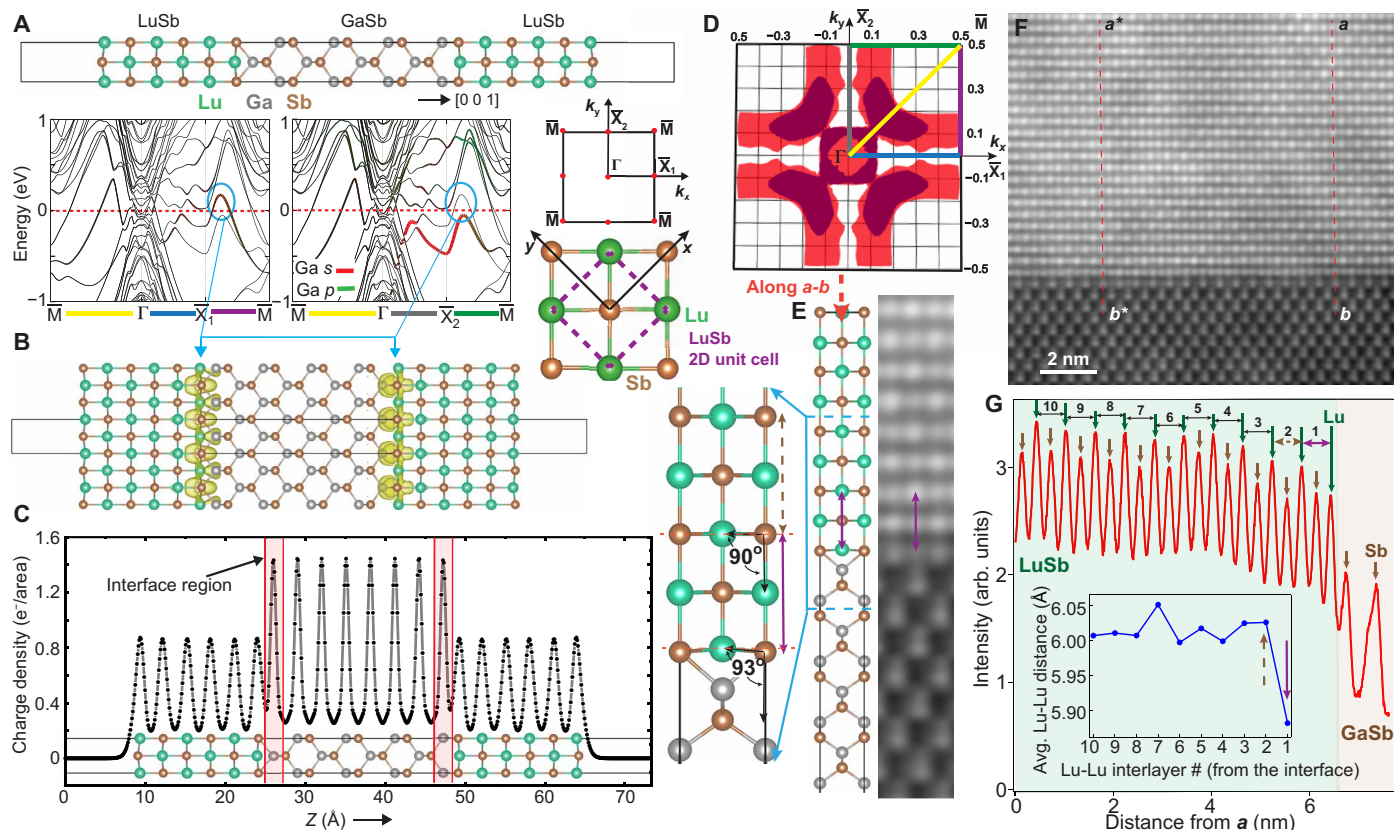 A
LuSb
GaSb
LuSb
Lu Ga Sb
[0 0 1]
Energy (eV)
1
0
−1
Ga s
Ga p
M̅ Γ X̅1 M̅
M̅ Γ X̅2 M̅
ky
X̅2
M̅ M̅
Γ
X̅1
kx
M̅ M̅
y
x
Lu
LuSb
2D unit cell
Sb
B
C
Charge density (e⁻/area)
1.6
1.2
0.8
0.4
0
Interface region
0 10 20 30 40 50 60 70
Z (Å)
D
ky X̅2
M̅
0.5 −0.3 −0.1 0.1 0.3 0.5
0.5
0.3
0.1
−0.1
−0.3
−0.5
Γ
kx
X̅1
Along a-b
E
90°
93°
F
a* a
b* b
2 nm
G
10 9 8 7 6 5 4 3 2 1
Lu
Sb
LuSb
GaSb
Intensity (arb. units)
3
2
1
0
Avg. Lu-Lu distance (Å)
6.05
6.00
5.95
5.90
10 9 8 7 6 5 4 3 2 1
Lu-Lu interlayer # (from the interface)
0 2 4 6
Distance from a (nm)